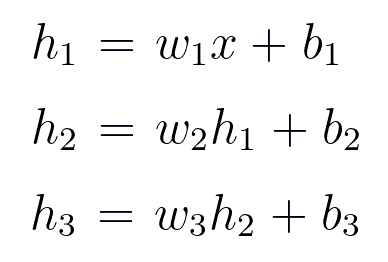 h₁ = w₁x + b₁
h₂ = w₂h₁ + b₂
h₃ = w₃h₂ + b₃